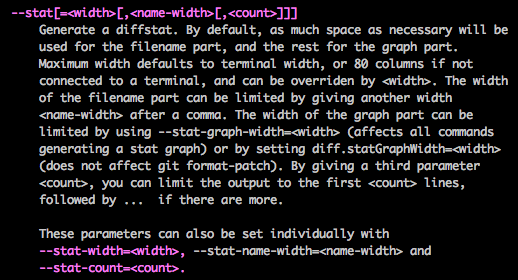 --stat[=<width>[,<name-width>[,<count>]]]
Generate a diffstat. By default, as much space as necessary will be
used for the filename part, and the rest for the graph part.
Maximum width defaults to terminal width, or 80 columns if not
connected to a terminal, and can be overriden by <width>. The width
of the filename part can be limited by giving another width
<name-width> after a comma. The width of the graph part can be
limited by using --stat-graph-width=<width> (affects all commands
generating a stat graph) or by setting diff.statGraphWidth=<width>
(does not affect git format-patch). By giving a third parameter
<count>, you can limit the output to the first <count> lines,
followed by ...  if there are more.

These parameters can also be set individually with
--stat-width=<width>, --stat-name-width=<name-width> and
--stat-count=<count>.